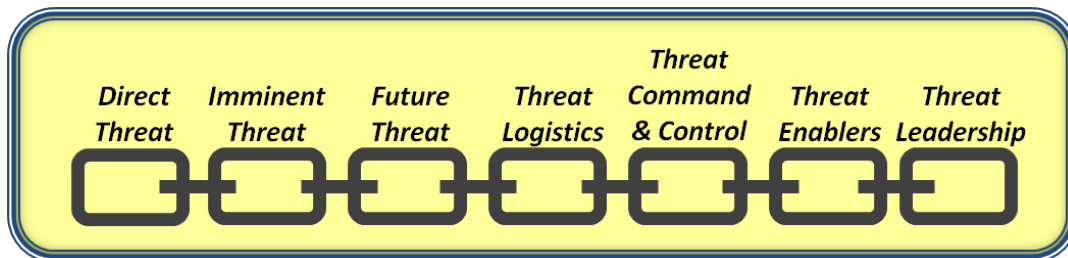 Direct
Threat
Imminent
Threat
Future
Threat
Threat
Logistics
Threat
Command
& Control
Threat
Enablers
Threat
Leadership